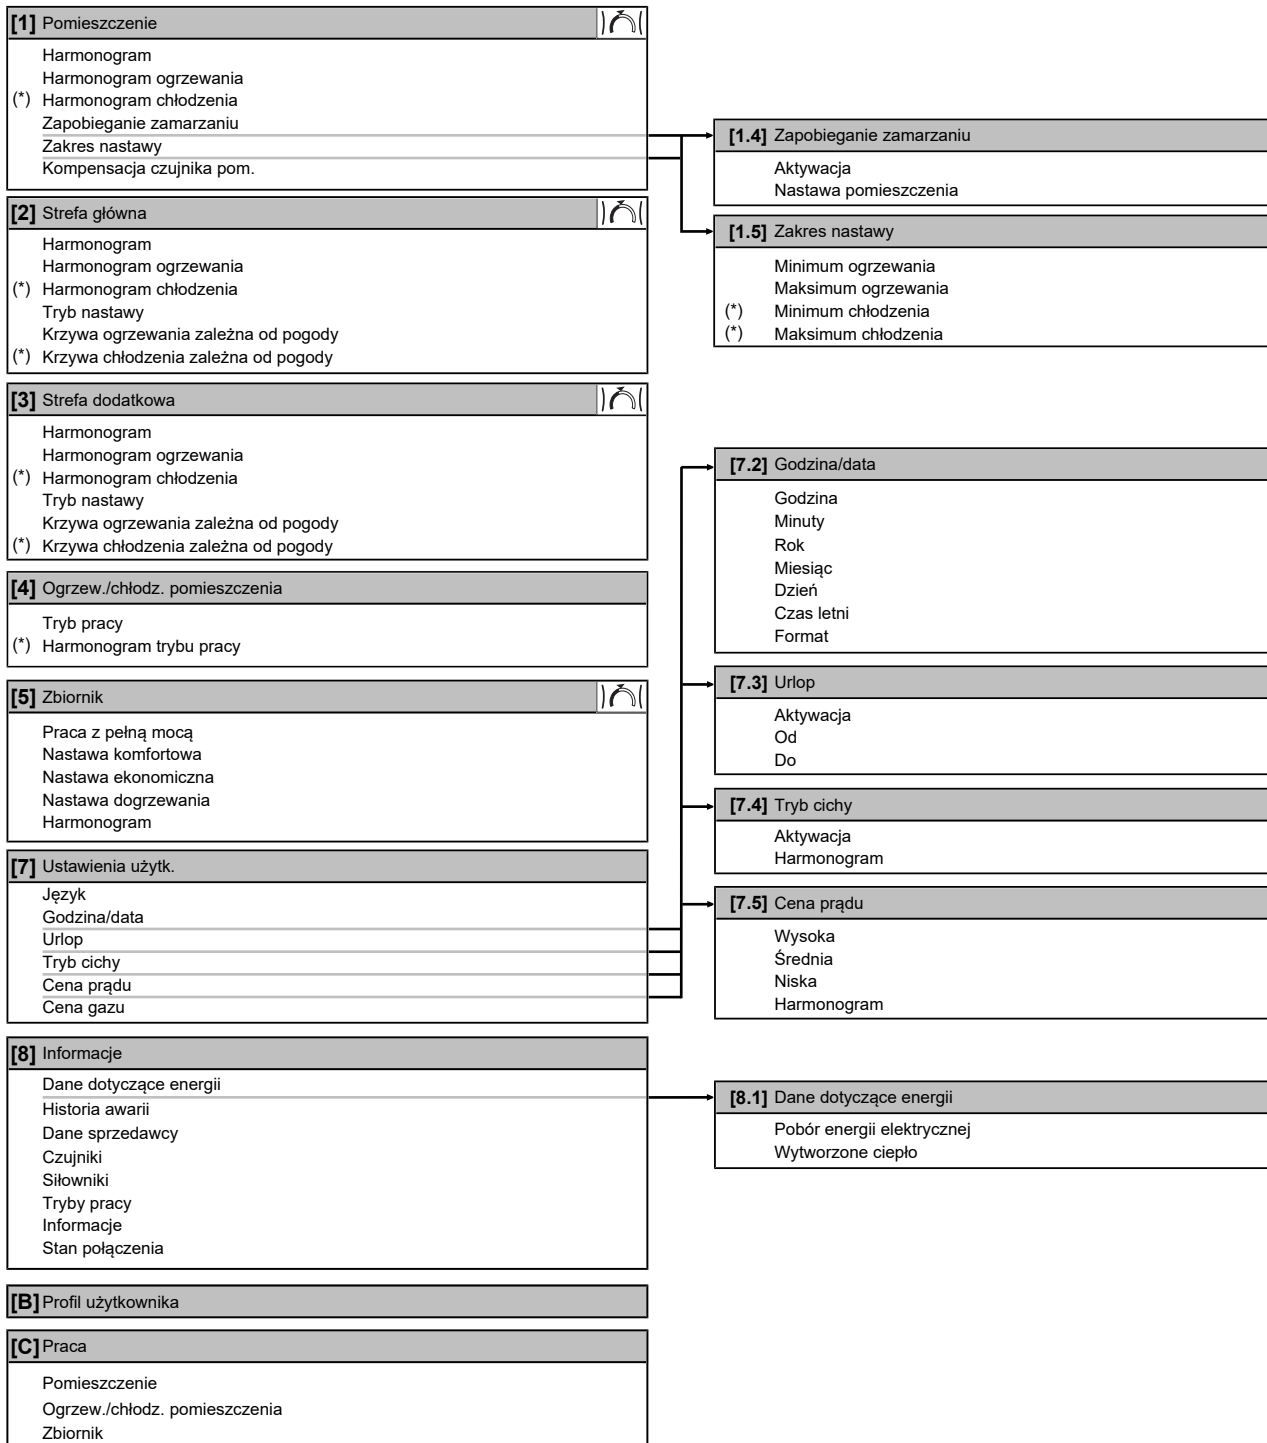 [1] Pomieszczenie
Harmonogram
Harmonogram ogrzewania
(*) Harmonogram chłodzenia
Zapobieganie zamarzaniu
Zakres nastawy
Kompensacja czujnika pom.
[1.4] Zapobieganie zamarzaniu
Aktywacja
Nastawa pomieszczenia
[2] Strefa główna
Harmonogram
Harmonogram ogrzewania
(*) Harmonogram chłodzenia
Tryb nastawy
Krzywa ogrzewania zależna od pogody
(*) Krzywa chłodzenia zależna od pogody
[1.5] Zakres nastawy
Minimum ogrzewania
Maksimum ogrzewania
(*) Minimum chłodzenia
(*) Maksimum chłodzenia
[3] Strefa dodatkowa
Harmonogram
Harmonogram ogrzewania
(*) Harmonogram chłodzenia
Tryb nastawy
Krzywa ogrzewania zależna od pogody
(*) Krzywa chłodzenia zależna od pogody
[4] Ogrzew./chłodz. pomieszczenia
Tryb pracy
(*) Harmonogram trybu pracy
[5] Zbiornik
Praca z pełną mocą
Nastawa komfortowa
Nastawa ekonomiczna
Nastawa dogrzewania
Harmonogram
[7] Ustawienia użytk.
Język
Godzina/data
Urlop
Tryb cichy
Cena prądu
Cena gazu
[7.2] Godzina/data
Godzina
Minuty
Rok
Miesiąc
Dzień
Czas letni
Format
[7.3] Urlop
Aktywacja
Od
Do
[7.4] Tryb cichy
Aktywacja
Harmonogram
[7.5] Cena prądu
Wysoka
Średnia
Niska
Harmonogram
[8] Informacje
Dane dotyczące energii
Historia awarii
Dane sprzedawcy
Czujniki
Siłowniki
Tryby pracy
Informacje
Stan połączenia
[8.1] Dane dotyczące energii
Pobór energii elektrycznej
Wytworzone ciepło
[B] Profil użytkownika
[C] Praca
Pomieszczenie
Ogrzew./chłodz. pomieszczenia
Zbiornik